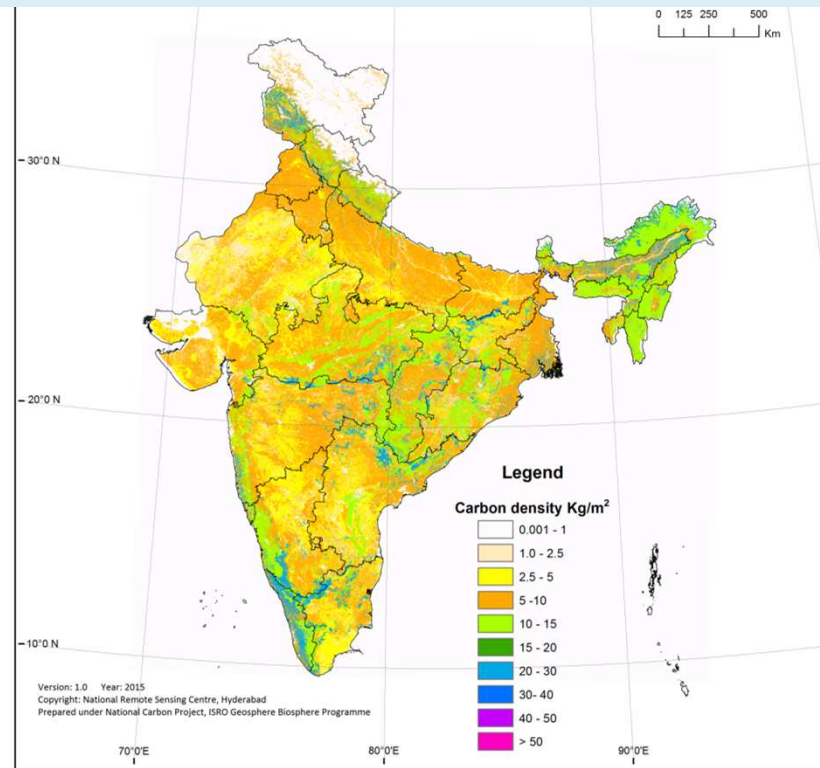 0 125 250 500
Km
30°0 N
20°0 N
10°0 N
Legend
Carbon density Kg/m²
0.001 - 1
1.0 - 2.5
2.5 - 5
5 -10
10 - 15
15 - 20
20 - 30
30- 40
40 - 50
> 50
Version: 1.0 Year: 2015
Copyright: National Remote Sensing Centre, Hyderabad
Prepared under National Carbon Project, ISRO Geosphere Biosphere Programme
70°0'E 80°0'E 90°0'E